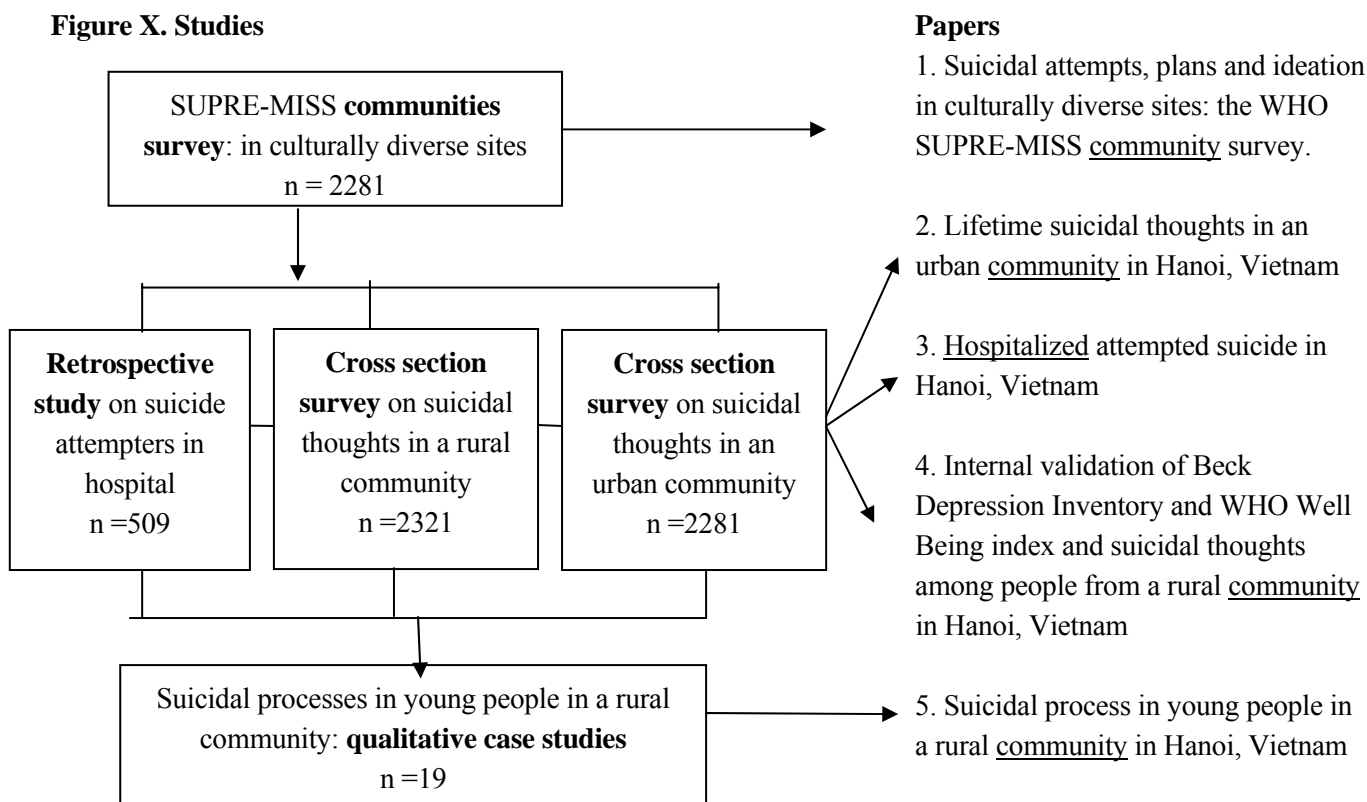 Figure X. Studies
SUPRE-MISS communities
survey: in culturally diverse sites
n = 2281
Retrospective
study on suicide
attempters in
hospital
n =509
Cross section
survey on suicidal
thoughts in a rural
community
n =2321
Cross section
survey on suicidal
thoughts in an
urban community
n =2281
Suicidal processes in young people in a rural
community: qualitative case studies
n =19
Papers
1. Suicidal attempts, plans and ideation
in culturally diverse sites: the WHO
SUPRE-MISS community survey.
2. Lifetime suicidal thoughts in an
urban community in Hanoi, Vietnam
3. Hospitalized attempted suicide in
Hanoi, Vietnam
4. Internal validation of Beck
Depression Inventory and WHO Well
Being index and suicidal thoughts
among people from a rural community
in Hanoi, Vietnam
5. Suicidal process in young people in
a rural community in Hanoi, Vietnam